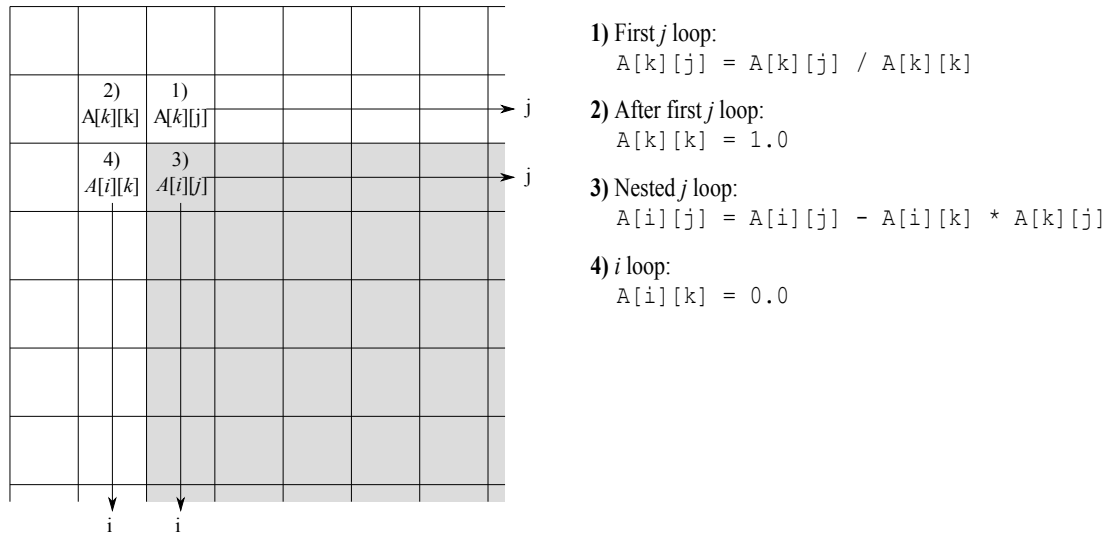 2) 1)
A[k][k] A[k][j] j
4) 3)
A[i][k] A[i][j] j
i i
1) First j loop:
A[k][j] = A[k][j] / A[k][k]
2) After first j loop:
A[k][k] = 1.0
3) Nested j loop:
A[i][j] = A[i][j] - A[i][k] * A[k][j]
4) i loop:
A[i][k] = 0.0